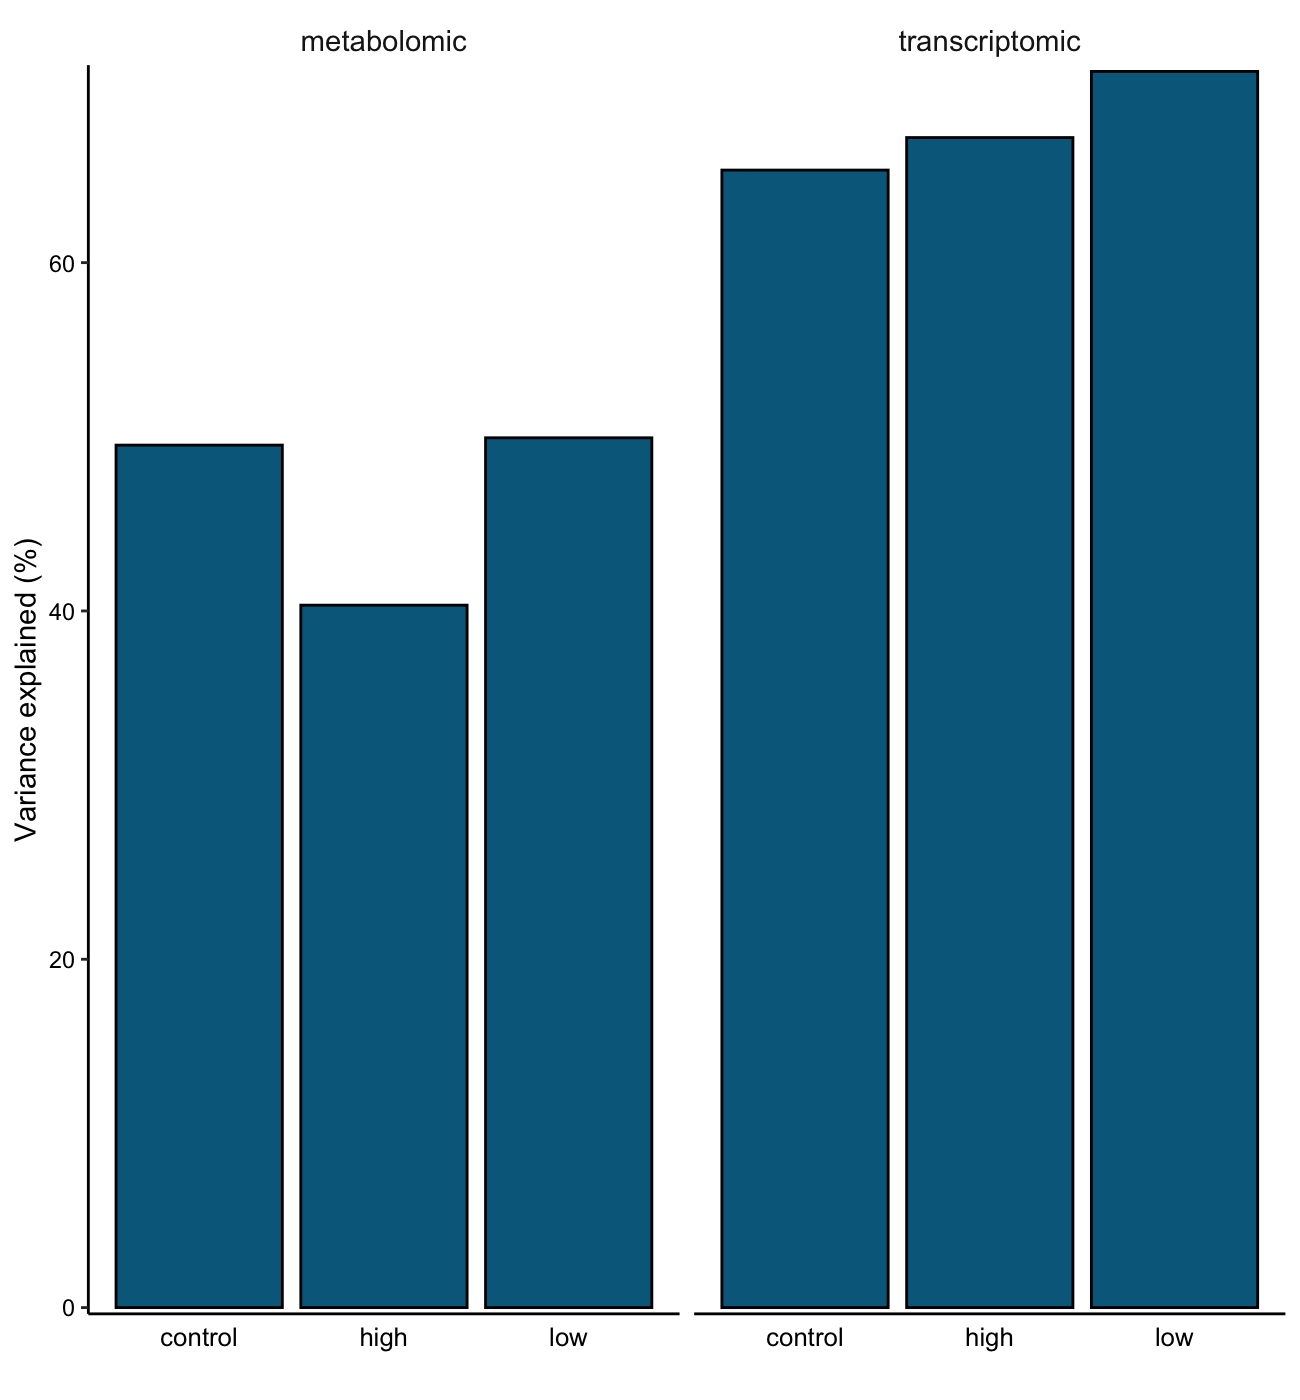 metabolomic
transcriptomic
Variance explained (%)
60
40
20
0
control high low
control high low